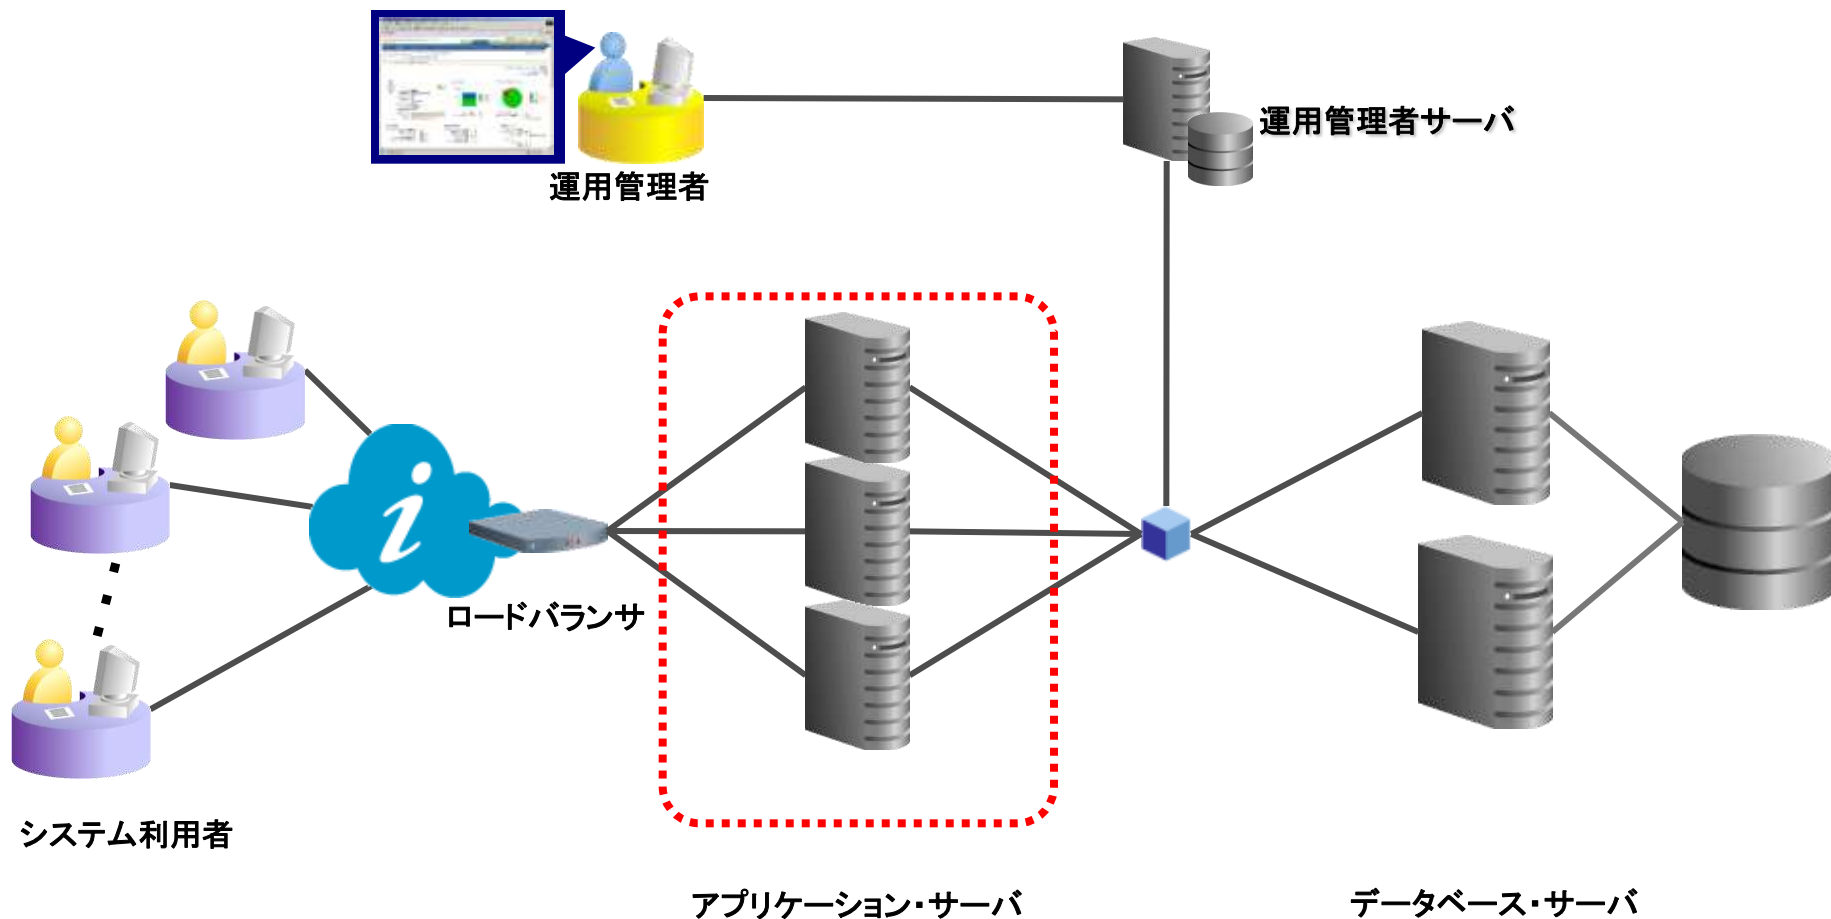 運用管理者サーバ
運用管理者
ロードバランサ
システム利用者
アプリケーション・サーバ
データベース・サーバ